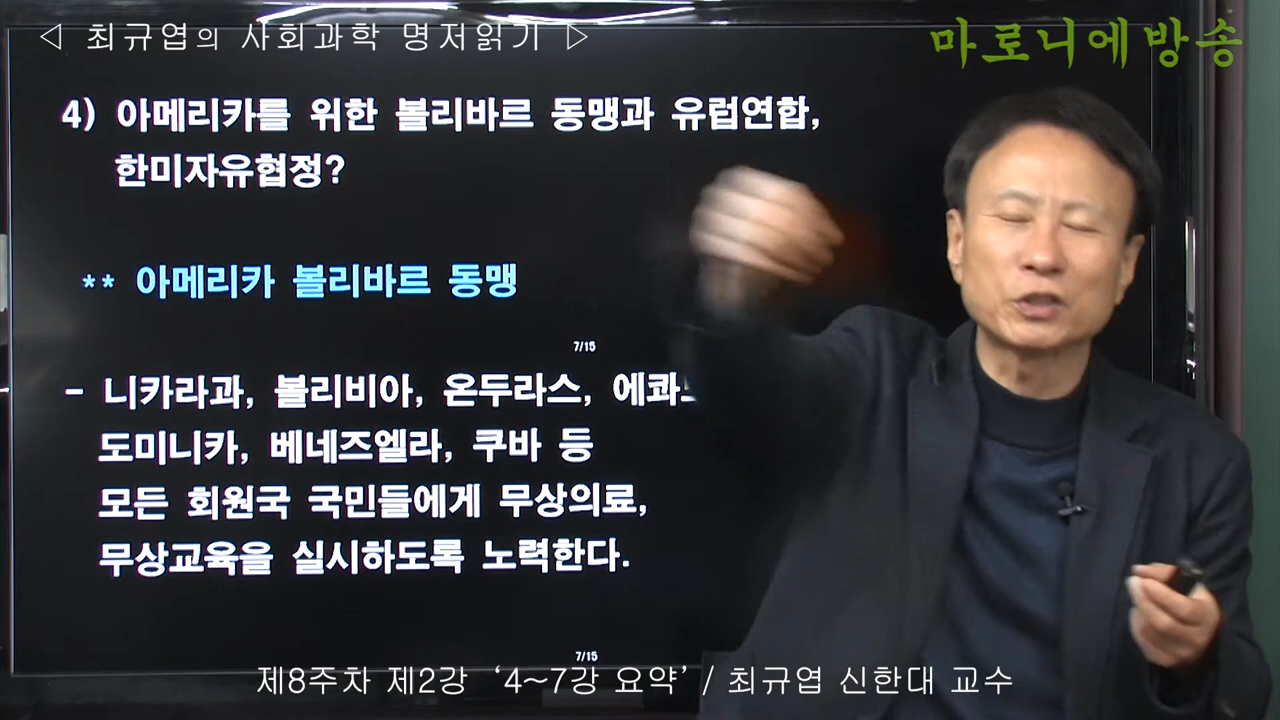 ◁ 최규엽의 사회과학 명저읽기 ▷
마로니에방송
4) 아메리카를 위한 볼리바르 동맹과 유럽연합,
한미자유협정?
** 아메리카 볼리바르 동맹
7/15
- 니카라과, 볼리비아, 온두라스,
도미니카, 베네즈엘라, 쿠바 등
모든 회원국 국민들에게 무상의료,
무상교육을 실시하도록 노력한다.
7/15
제8주차 제2강 ‘4~7강 요약’ / 최규엽 신한대 교수